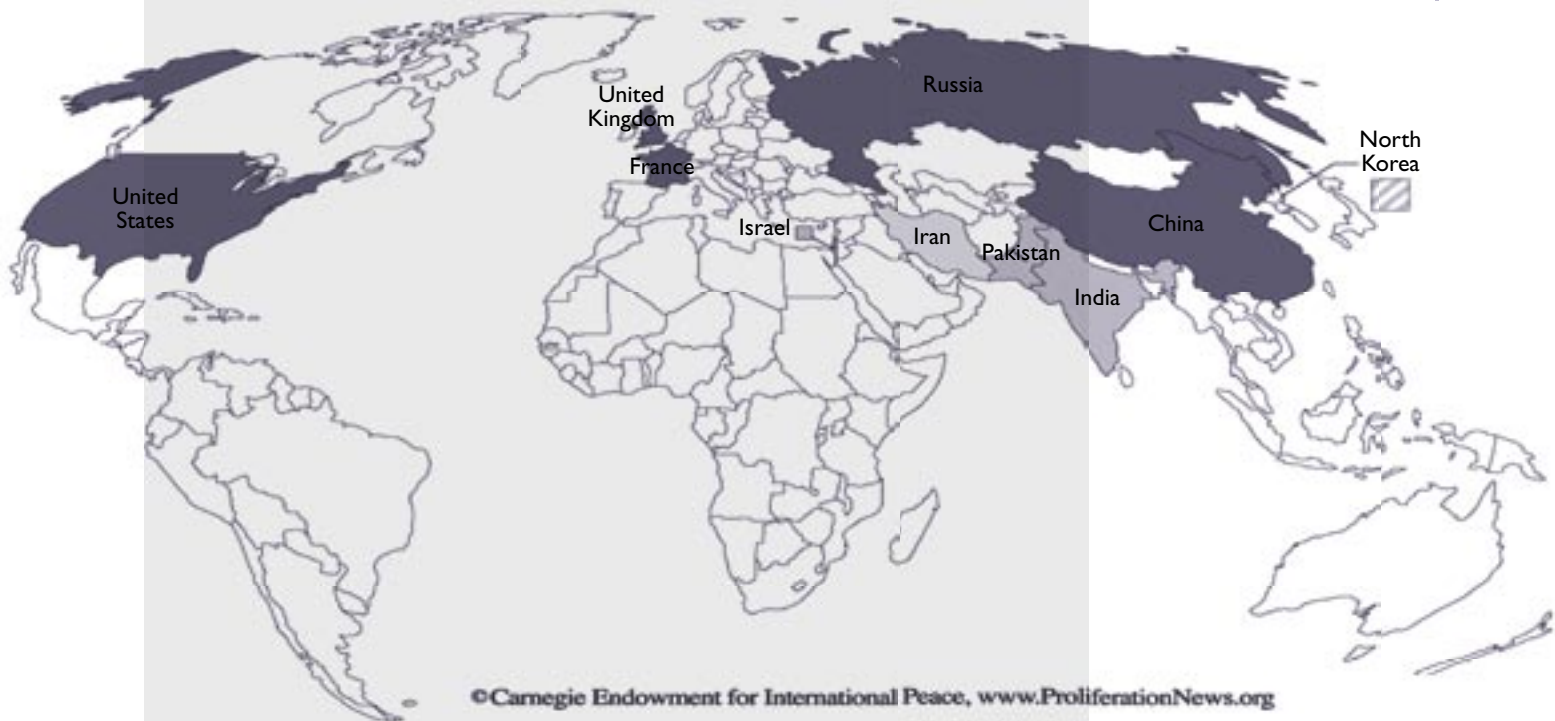 Russia
United
Kingdom
North
Korea
France
United
States
China
Israel
Iran
Pakistan
India
©Carnegie Endowment for International Peace, www.ProliferationNews.org